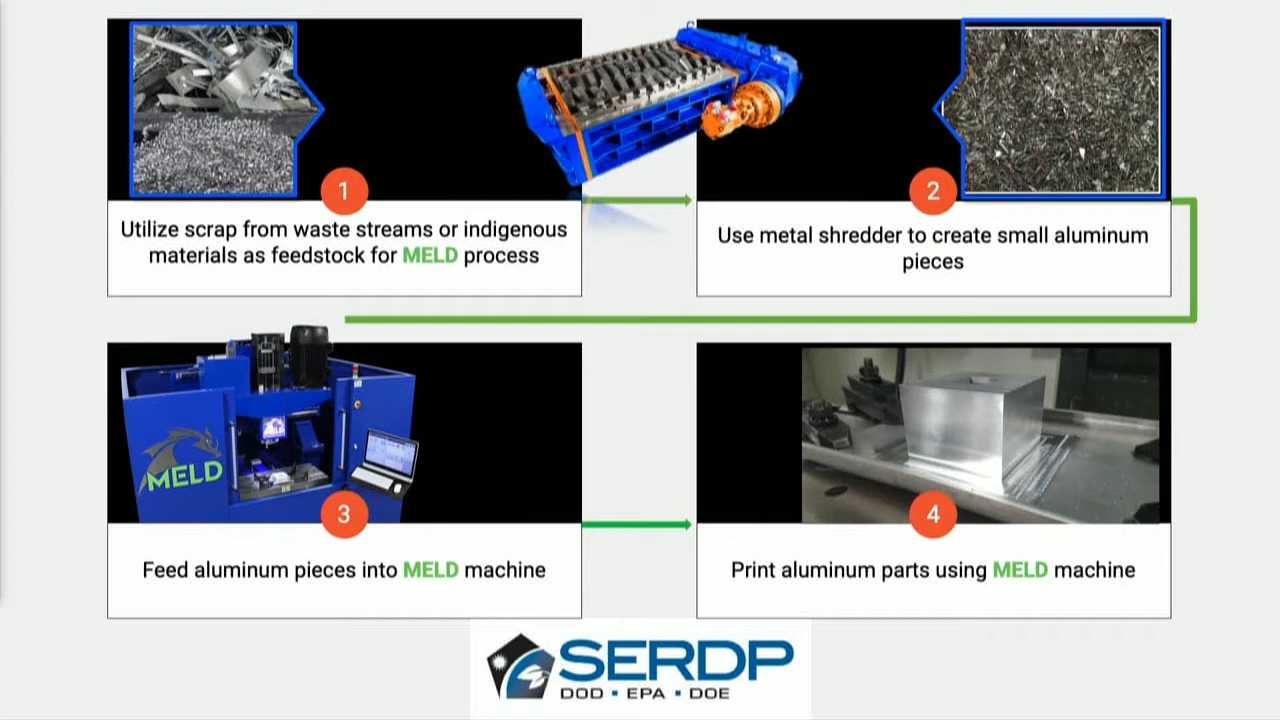 1
Utilize scrap from waste streams or indigenous
materials as feedstock for MELD process
2
Use metal shredder to create small aluminum
pieces
MELD
MELD
3
Feed aluminum pieces into MELD machine
4
Print aluminum parts using MELD machine
SERDP
DOD ▪ EPA ▪ DOE